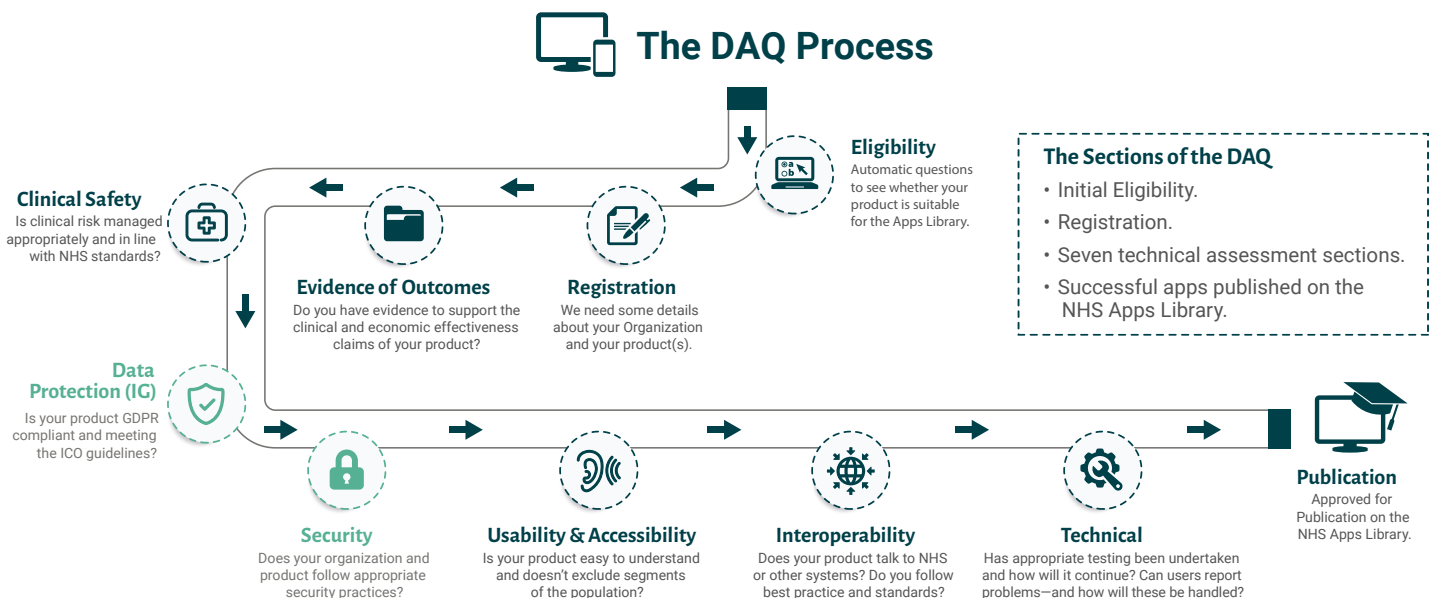 The DAQ Process
Eligibility
Automatic questions
to see whether your
product is suitable
for the Apps Library.
Registration
We need some details
about your Organization
and your product(s).
Evidence of Outcomes
Do you have evidence to support the
clinical and economic effectiveness
claims of your product?
Clinical Safety
Is clinical risk managed
appropriately and in line
with NHS standards?
Data
Protection (IG)
Is your product GDPR
compliant and meeting
the ICO guidelines?
Security
Does your organization and
product follow appropriate
security practices?
Usability & Accessibility
Is your product easy to understand
and doesn't exclude segments
of the population?
Interoperability
Does your product talk to NHS
or other systems? Do you follow
best practice and standards?
Technical
Has appropriate testing been undertaken
and how will it continue? Can users report
problems—and how will these be handled?
Publication
Approved for
Publication on the
NHS Apps Library.
The Sections of the DAQ
• Initial Eligibility.
• Registration.
• Seven technical assessment sections.
• Successful apps published on the
NHS Apps Library.
a
b